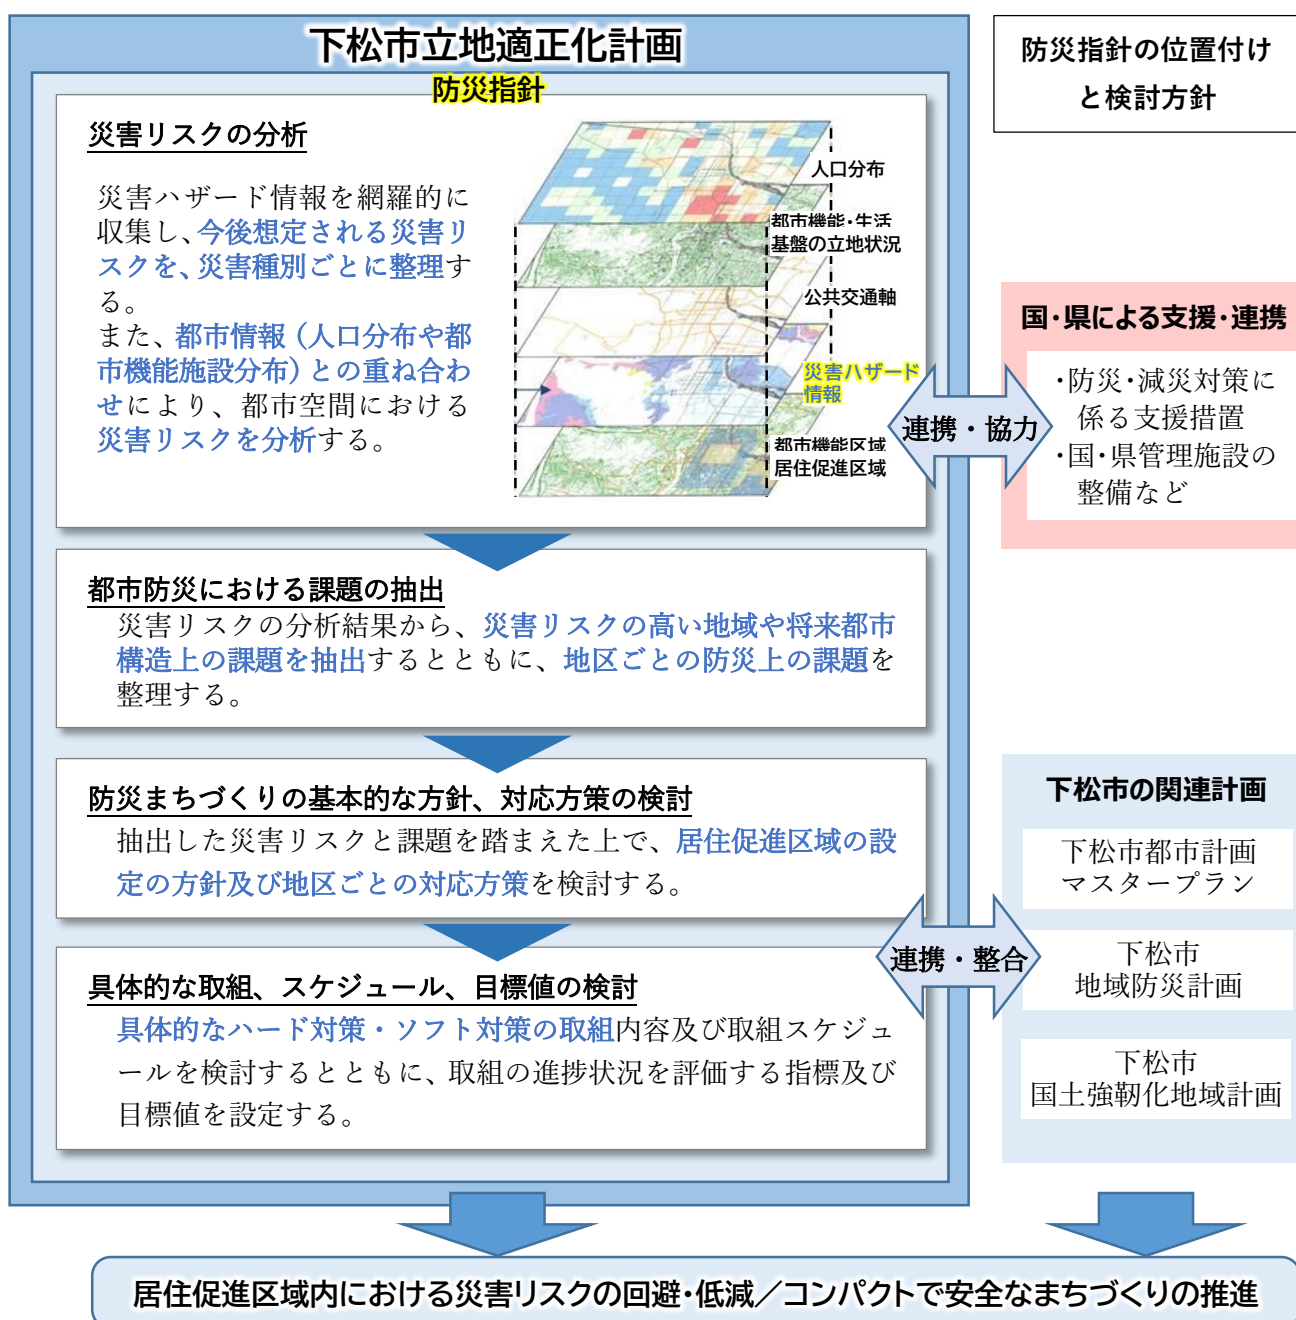 下松市立地適正化計画
防災指針
防災指針の位置付け
と検討方針
災害リスクの分析
災害ハザード情報を網羅的に
収集し、今後想定される災害リ
スクを、災害種別ごとに整理す
る。
また、都市情報（人口分布や都
市機能施設分布）との重ね合わ
せにより、都市空間における
災害リスクを分析する。
人口分布
都市機能・生活
基盤の立地状況
公共交通軸
災害ハザード
情報
都市機能区域
居住促進区域
連携・協力
国・県による支援・連携
・防災・減災対策に
係る支援措置
・国・県管理施設の
整備など
都市防災における課題の抽出
災害リスクの分析結果から、災害リスクの高い地域や将来都市
構造上の課題を抽出するとともに、地区ごとの防災上の課題を
整理する。
防災まちづくりの基本的な方針、対応方策の検討
抽出した災害リスクと課題を踏まえた上で、居住促進区域の設
定の方針及び地区ごとの対応方策を検討する。
具体的な取組、スケジュール、目標値の検討
具体的なハード対策・ソフト対策の取組内容及び取組スケジュ
ールを検討するとともに、取組の進捗状況を評価する指標及び
目標値を設定する。
連携・整合
下松市の関連計画
下松市都市計画
マスタープラン
下松市
地域防災計画
下松市
国土強靭化地域計画
居住促進区域内における災害リスクの回避・低減／コンパクトで安全なまちづくりの推進